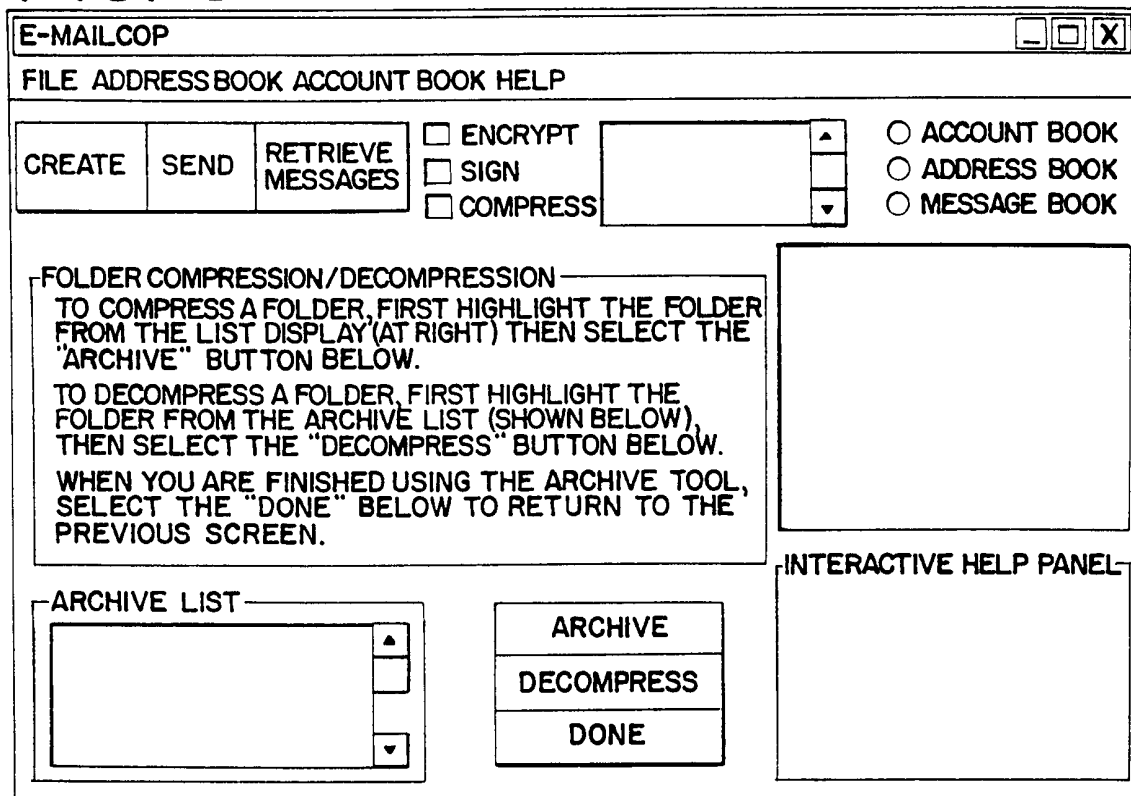 E-MAILCOP
FILE ADDRESS BOOK ACCOUNT BOOK HELP
CREATE
SEND
RETRIEVE
MESSAGES
ENCRYPT
SIGN
COMPRESS
ACCOUNT BOOK
ADDRESS BOOK
MESSAGE BOOK
FOLDER COMPRESSION/DECOMPRESSION
TO COMPRESS A FOLDER, FIRST HIGHLIGHT THE FOLDER
FROM THE LIST DISPLAY (AT RIGHT) THEN SELECT THE
"ARCHIVE" BUTTON BELOW.
TO DECOMPRESS A FOLDER, FIRST HIGHLIGHT THE
FOLDER FROM THE ARCHIVE LIST (SHOWN BELOW),
THEN SELECT THE "DECOMPRESS" BUTTON BELOW.
WHEN YOU ARE FINISHED USING THE ARCHIVE TOOL,
SELECT THE "DONE" BELOW TO RETURN TO THE
PREVIOUS SCREEN.
INTERACTIVE HELP PANEL
ARCHIVE LIST
ARCHIVE
DECOMPRESS
DONE